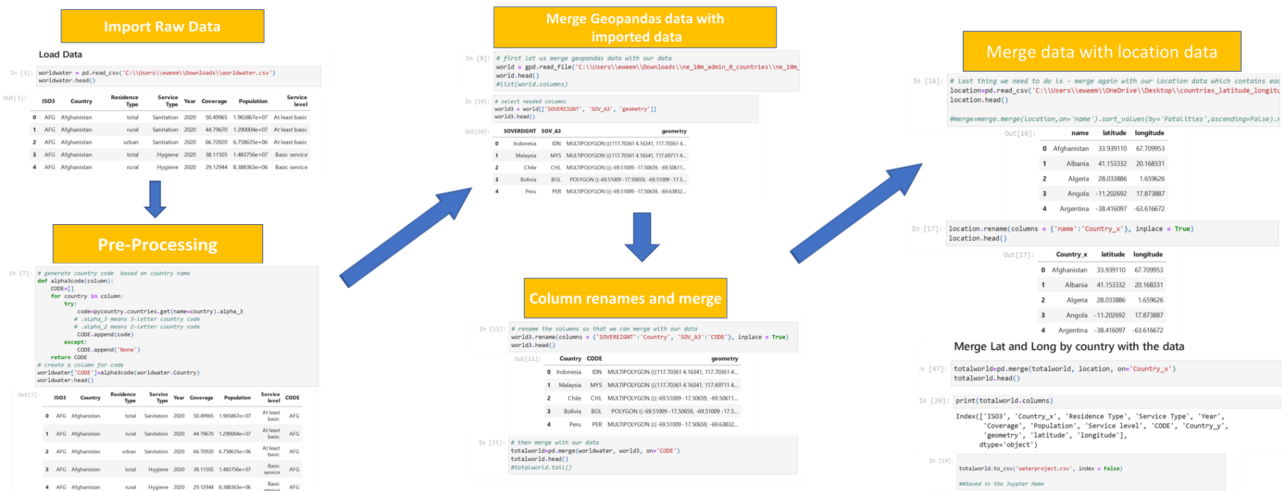 Import Raw Data
Load Data
In [3]: worldwater = pd.read_csv('C:\\Users\\eweem\\Downloads\\worldwater.csv')
worldwater.head()
Out[3]:
ISO3 Country Residence Type Service Type Year Coverage Population Service level
0 AFG Afghanistan total Sanitation 2020 50.49965 1.965867e+07 At least basic
1 AFG Afghanistan rural Sanitation 2020 44.79670 1.290004e+07 At least basic
2 AFG Afghanistan urban Sanitation 2020 66.70920 6.758635e+06 At least basic
3 AFG Afghanistan total Hygiene 2020 38.11505 1.483756e+07 Basic service
4 AFG Afghanistan rural Hygiene 2020 29.12944 8.388363e+06 Basic service
Pre-Processing
In [7]: # generate country code based on country name
def alpha3code(column):
CODE=[]
for country in column:
try:
code=pycountry.countries.get(name=country).alpha_3
# .alpha_3 means 3-letter country code
# .alpha_2 means 2-letter country code
CODE.append(code)
except:
CODE.append('None')
return CODE
# create a column for code
worldwater['CODE']=alpha3code(worldwater.Country)
worldwater.head()
Out[7]:
ISO3 Country Residence Type Service Type Year Coverage Population Service level CODE
0 AFG Afghanistan total Sanitation 2020 50.49965 1.965867e+07 At least basic AFG
1 AFG Afghanistan rural Sanitation 2020 44.79670 1.290004e+07 At least basic AFG
2 AFG Afghanistan urban Sanitation 2020 66.70920 6.758635e+06 At least basic AFG
3 AFG Afghanistan total Hygiene 2020 38.11505 1.483756e+07 Basic service AFG
4 AFG Afghanistan rural Hygiene 2020 29.12944 8.388363e+06 Basic service AFG
Merge Geopandas data with
imported data
In [8]: # first let us merge geopandas data with our data
world = gpd.read_file('C:\\Users\\eweem\\Downloads\\ne_10m_admin_0_countries\\ne_10m_
world.head()
#list(world.columns)
In [10]: # select needed columns
world3 = world[['SOVEREIGNT', 'SOV_A3', 'geometry']]
world3.head()
Out[10]:
SOVEREIGNT SOV_A3 geometry
0 Indonesia IDN MULTIPOLYGON (((117.70361 4.16341, 117.70361 4...
1 Malaysia MYS MULTIPOLYGON (((117.70361 4.16341, 117.69711 4...
2 Chile CHL MULTIPOLYGON (((-69.51009 -17.50659, -69.50611...
3 Bolivia BOL POLYGON ((-69.51009 -17.50659, -69.51009 -17.5...
4 Peru PER MULTIPOLYGON (((-69.51009 -17.50659, -69.63832...
Column renames and merge
In [11]: # rename the columns so that we can merge with our data
world3.rename(columns = {'SOVEREIGNT':'Country', 'SOV_A3':'CODE'}, inplace = True)
world3.head()
Out[11]:
Country CODE geometry
0 Indonesia IDN MULTIPOLYGON (((117.70361 4.16341, 117.70361 4...
1 Malaysia MYS MULTIPOLYGON (((117.70361 4.16341, 117.69711 4...
2 Chile CHL MULTIPOLYGON (((-69.51009 -17.50659, -69.50611...
3 Bolivia BOL POLYGON ((-69.51009 -17.50659, -69.51009 -17.5...
4 Peru PER MULTIPOLYGON (((-69.51009 -17.50659, -69.63832...
In [15]: # then merge with our data
totalworld=pd.merge(worldwater, world3, on='CODE')
totalworld.head()
#totalworld.tail()
Merge data with location data
In [16]: # Last thing we need to do is - merge again with our location data which contains eac
location=pd.read_csv('C:\\Users\\eweem\\OneDrive\\Desktop\\countries_latitude_longitu
location.head()
#merge=merge.merge(location,on='name').sort_values(by='Fatalities',ascending=False).r
Out[16]:
name latitude longitude
0 Afghanistan 33.939110 67.709953
1 Albania 41.153332 20.168331
2 Algeria 28.033886 1.659626
3 Angola -11.202692 17.873887
4 Argentina -38.416097 -63.616672
In [17]: location.rename(columns = {'name':'Country_x'}, inplace = True)
location.head()
Out[17]:
Country_x latitude longitude
0 Afghanistan 33.939110 67.709953
1 Albania 41.153332 20.168331
2 Algeria 28.033886 1.659626
3 Angola -11.202692 17.873887
4 Argentina -38.416097 -63.616672
Merge Lat and Long by country with the data
n [47]: totalworld=pd.merge(totalworld, location, on='Country_x')
totalworld.head()
In [20]: print(totalworld.columns)
Index(['ISO3', 'Country_x', 'Residence Type', 'Service Type', 'Year',
'Coverage', 'Population', 'Service level', 'CODE', 'Country_y',
'geometry', 'latitude', 'longitude'],
dtype='object')
In [19]:
totalworld.to_csv('waterproject.csv', index = False)
##Saved in the Juypter Home